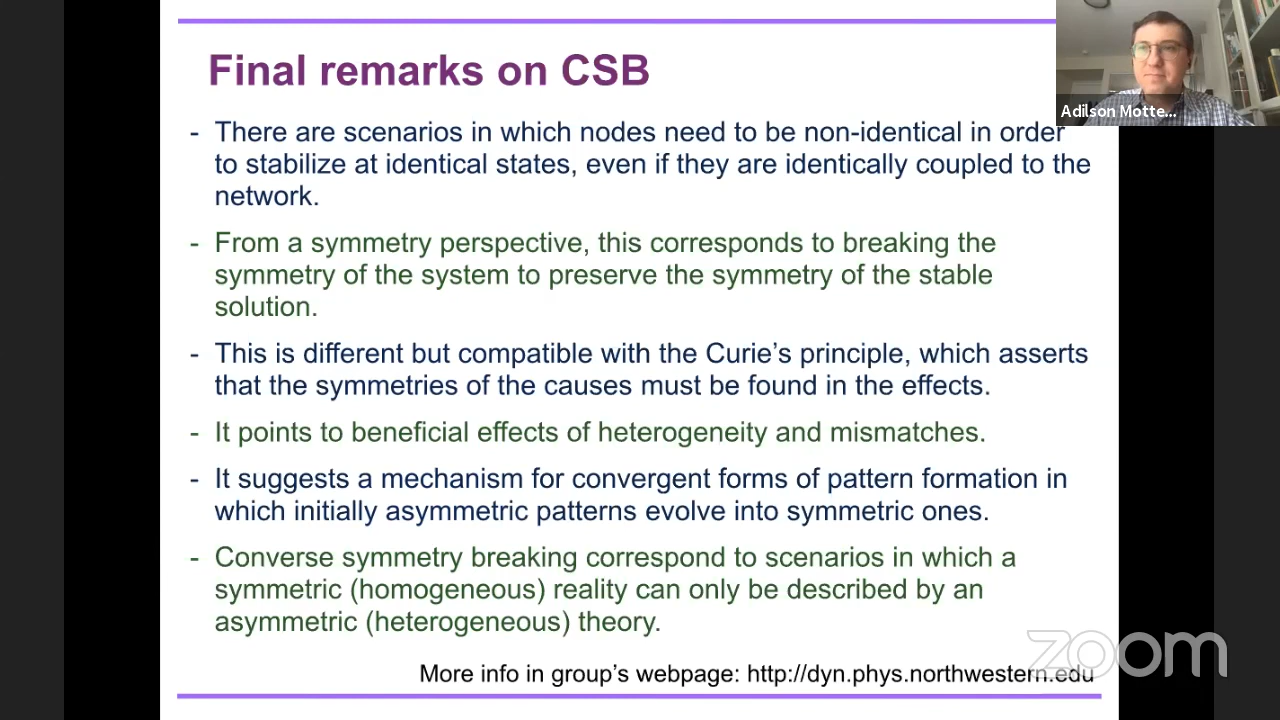 Final remarks on CSB
Adilson Motte...
- There are scenarios in which nodes need to be non-identical in order
to stabilize at identical states, even if they are identically coupled to the
network.
- From a symmetry perspective, this corresponds to breaking the
symmetry of the system to preserve the symmetry of the stable
solution.
- This is different but compatible with the Curie's principle, which asserts
that the symmetries of the causes must be found in the effects.
- It points to beneficial effects of heterogeneity and mismatches.
- It suggests a mechanism for convergent forms of pattern formation in
which initially asymmetric patterns evolve into symmetric ones.
- Converse symmetry breaking correspond to scenarios in which a
symmetric (homogeneous) reality can only be described by an
asymmetric (heterogeneous) theory.
zoom
More info in group's webpage: http://dyn.phys.northwestern.edu